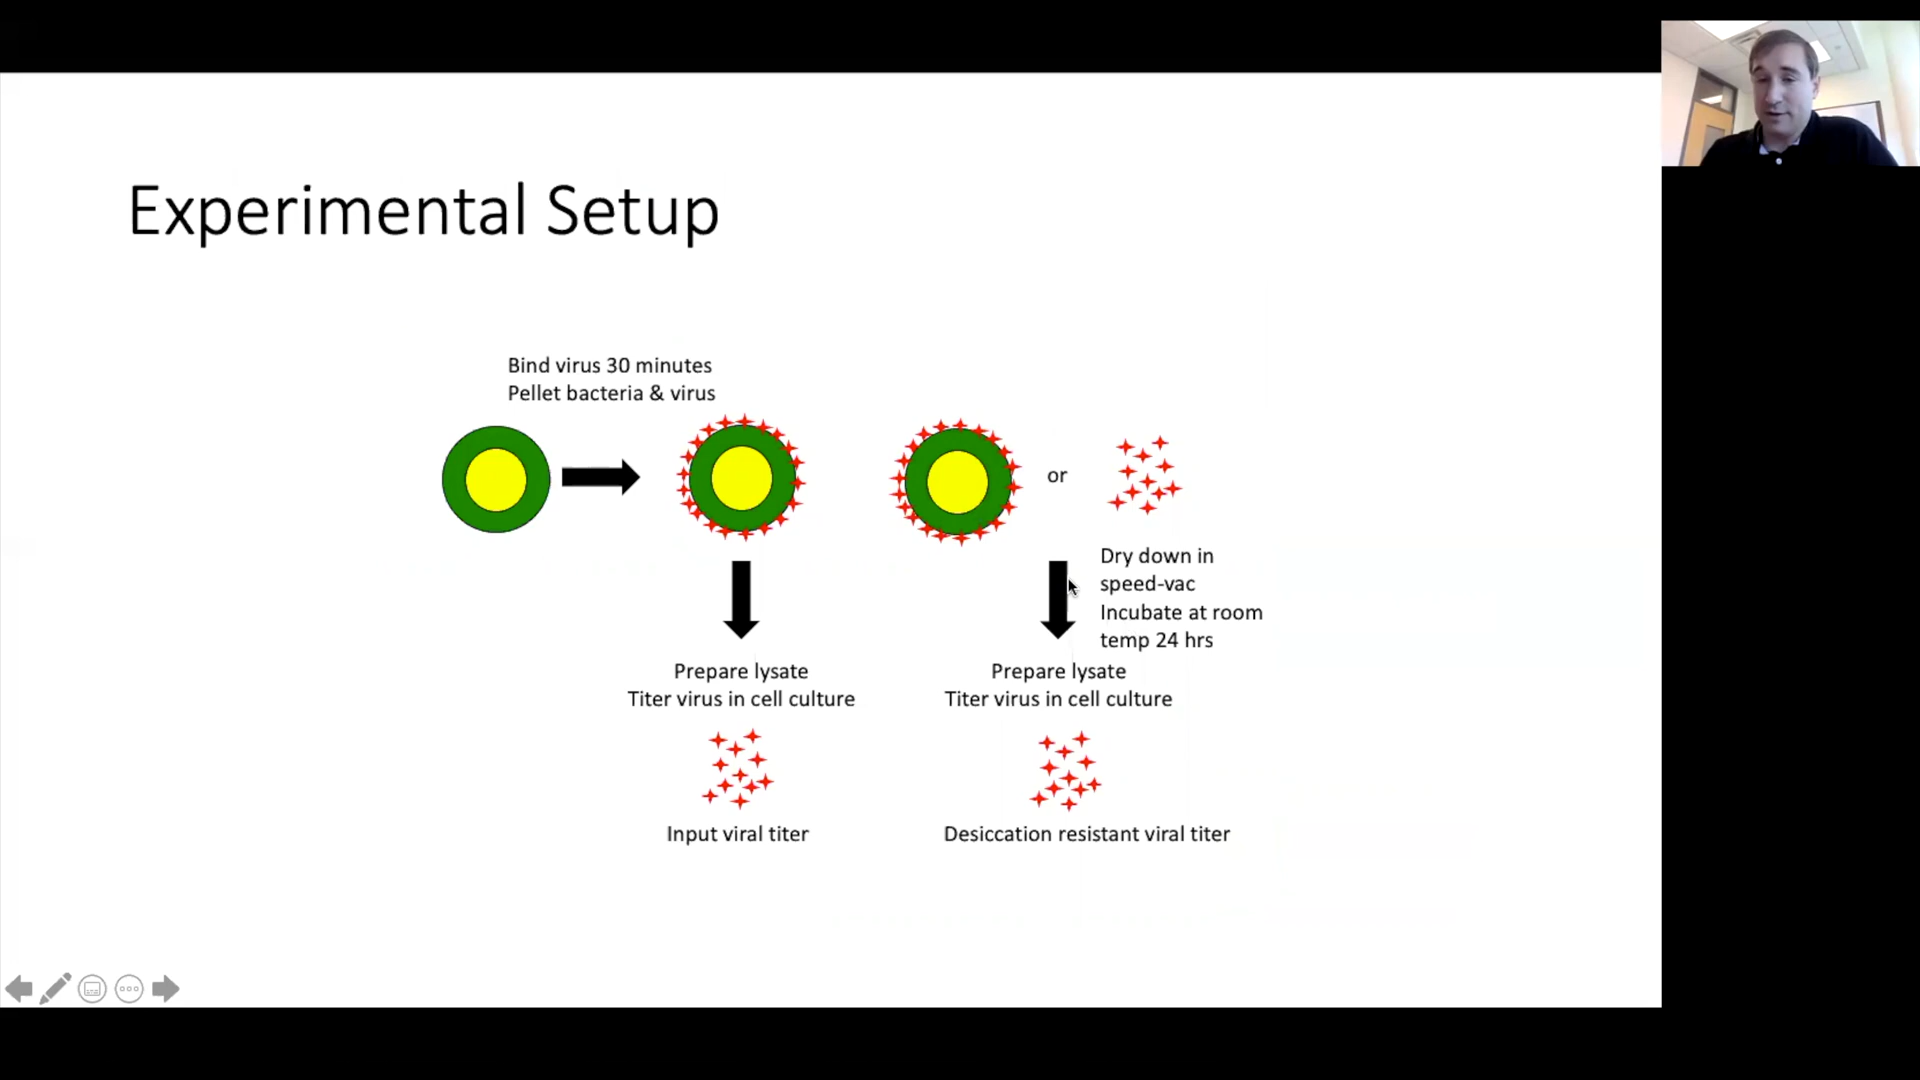 Experimental Setup
Bind virus 30 minutes
Pellet bacteria & virus
or
Dry down in
speed-vac
Incubate at room
temp 24 hrs
Prepare lysate
Titer virus in cell culture
Prepare lysate
Titer virus in cell culture
Input viral titer
Desiccation resistant viral titer